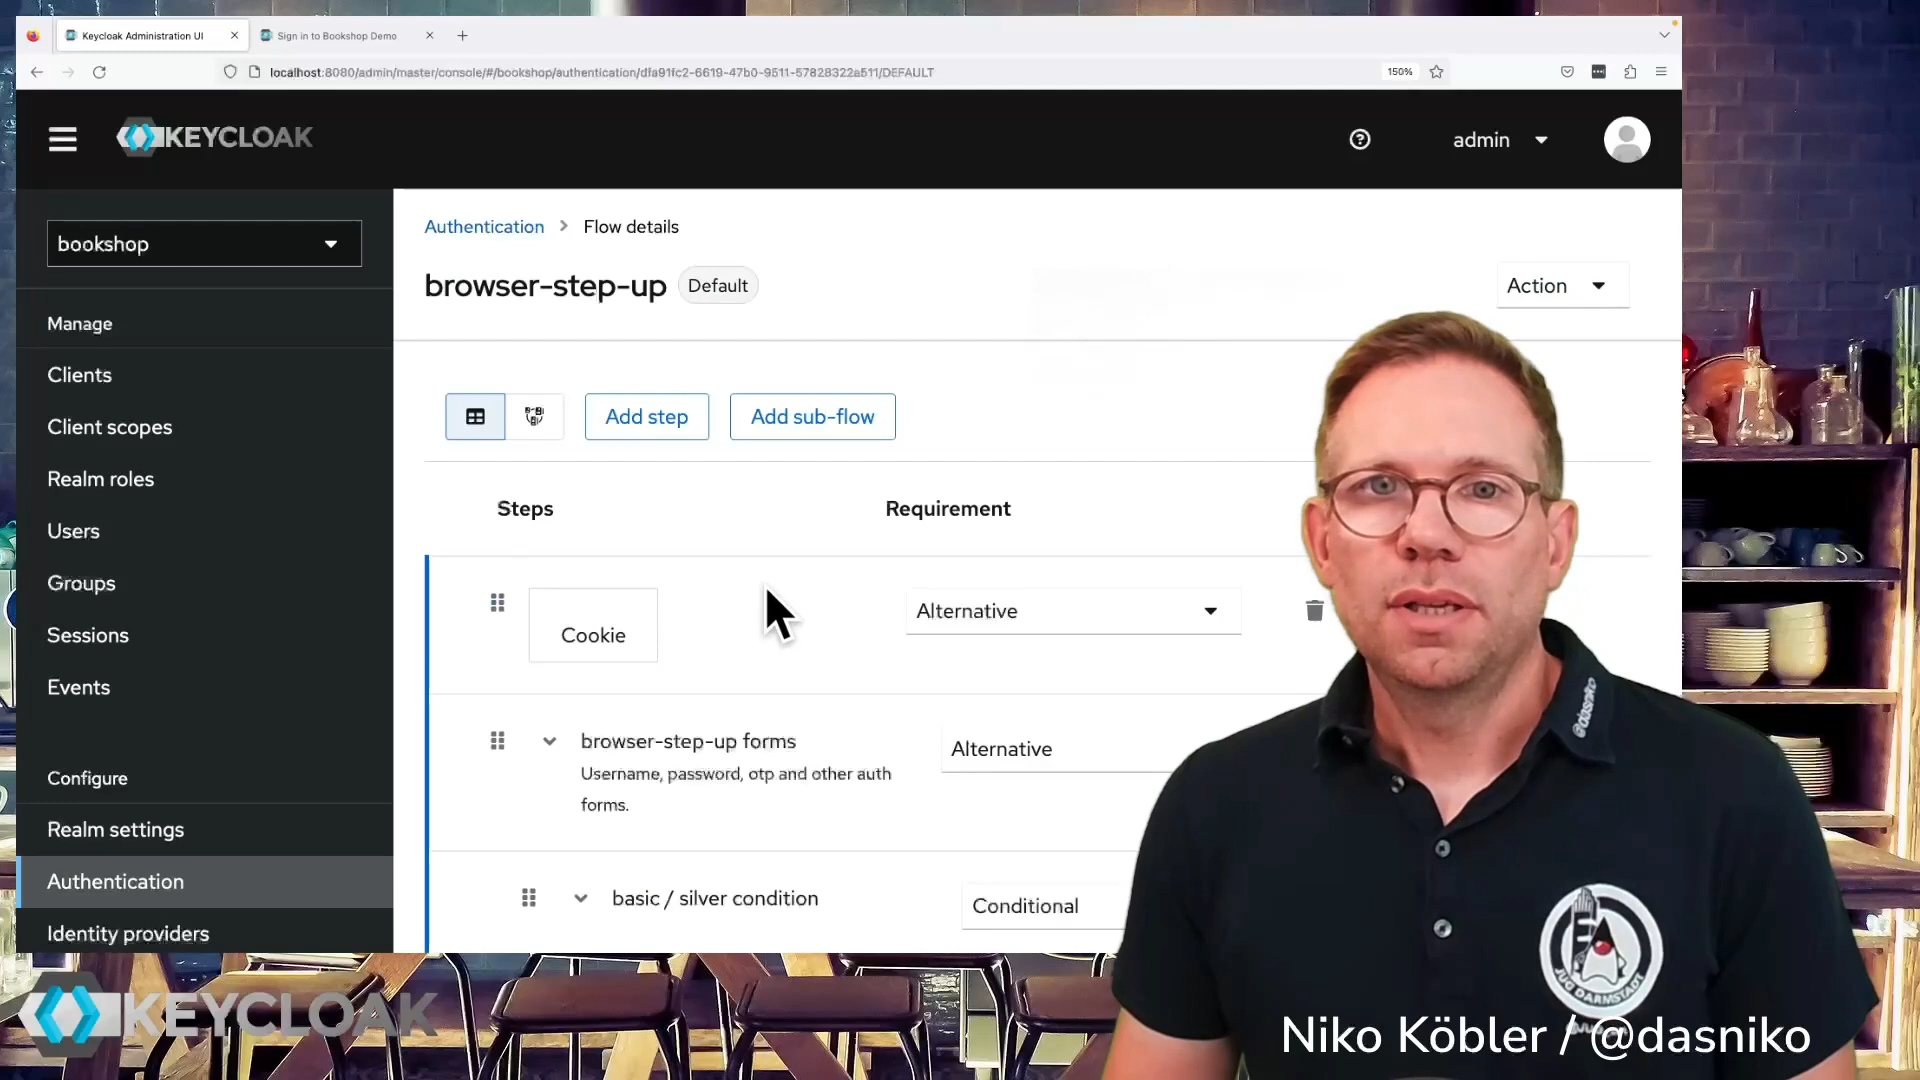 Keycloak Administration UI
Sign in to Bookshop Demo
localhost:8080/admin/master/console/#/bookshop/authentication/dfa91fc2-6619-47b0-9511-57828322a511/DEFAULT
150%
KEYCLOAK
admin
bookshop
Manage
Clients
Client scopes
Realm roles
Users
Groups
Sessions
Events
Configure
Realm settings
Authentication
Identity providers
Authentication > Flow details
browser-step-up Default
Action
Add step
Add sub-flow
Steps Requirement
Cookie Alternative
browser-step-up forms Alternative
Username, password, otp and other auth
forms.
basic / silver condition Conditional
@dasniko
JUG DARMSTADT
KEYCLOAK
Niko Köbler / @dasniko